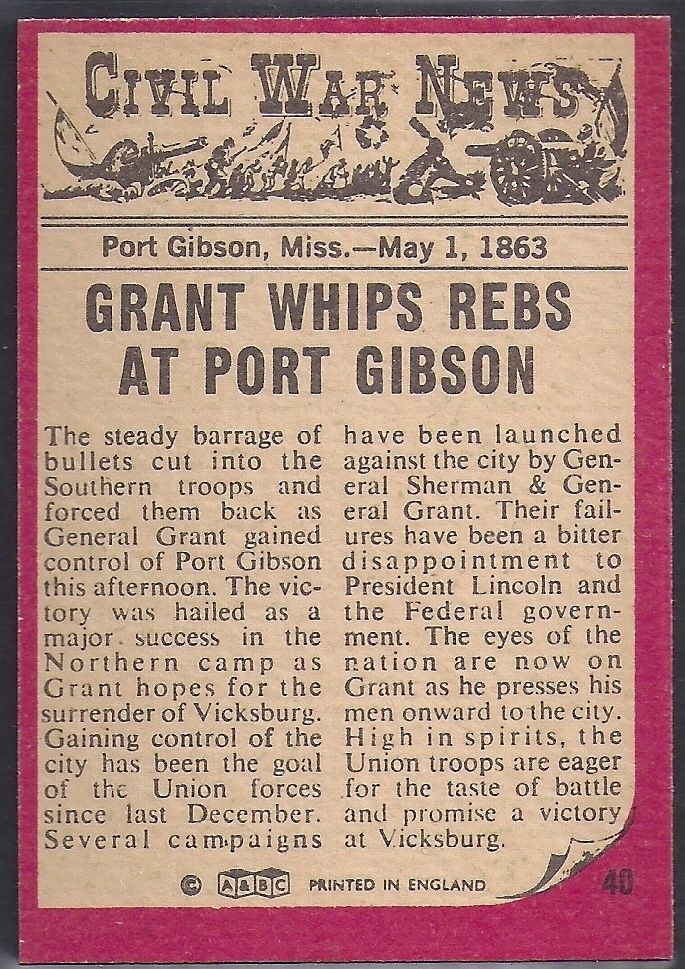 CIVIL WAR NEWS
Port Gibson, Miss.—May 1, 1863
GRANT WHIPS REBS
AT PORT GIBSON
The steady barrage of
bullets cut into the
Southern troops and
forced them back as
General Grant gained
control of Port Gibson
this afternoon. The vic-
tory was hailed as a
major success in the
Northern camp as
Grant hopes for the
surrender of Vicksburg.
Gaining control of the
city has been the goal
of the Union forces
since last December.
Several campaigns
have been launched
against the city by Gen-
eral Sherman & Gen-
eral Grant. Their fail-
ures have been a bitter
disappointment to
President Lincoln and
the Federal govern-
ment. The eyes of the
nation are now on
Grant as he presses his
men onward to the city.
High in spirits, the
Union troops are eager
for the taste of battle
and promise a victory
at Vicksburg.
© A&BC PRINTED IN ENGLAND
40